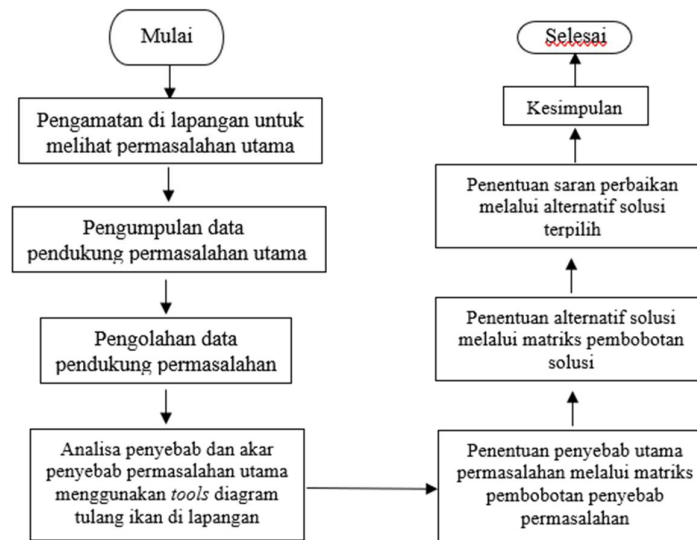 Mulai
Pengamatan di lapangan untuk
melihat permasalahan utama
Pengumpulan data
pendukung permasalahan utama
Pengolahan data
pendukung permasalahan
Analisa penyebab dan akar
penyebab permasalahan utama
menggunakan tools diagram
tulang ikan di lapangan
Penentuan penyebab utama
permasalahan melalui matriks
pembobotan penyebab
permasalahan
Penentuan alternatif solusi
melalui matriks pembobotan
solusi
Penentuan saran perbaikan
melalui alternatif solusi
terpilih
Kesimpulan
Selesai